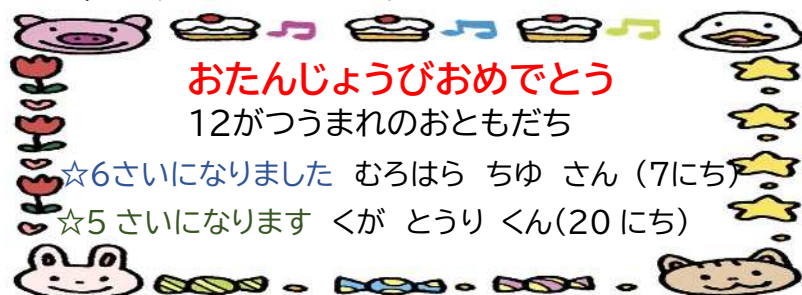 おたんじょうびおめでとう
12がつうまれのおともだち
☆6さいになりました むろはら ちゆ さん (7にち)
☆5さいになります くが とうり くん(20にち)